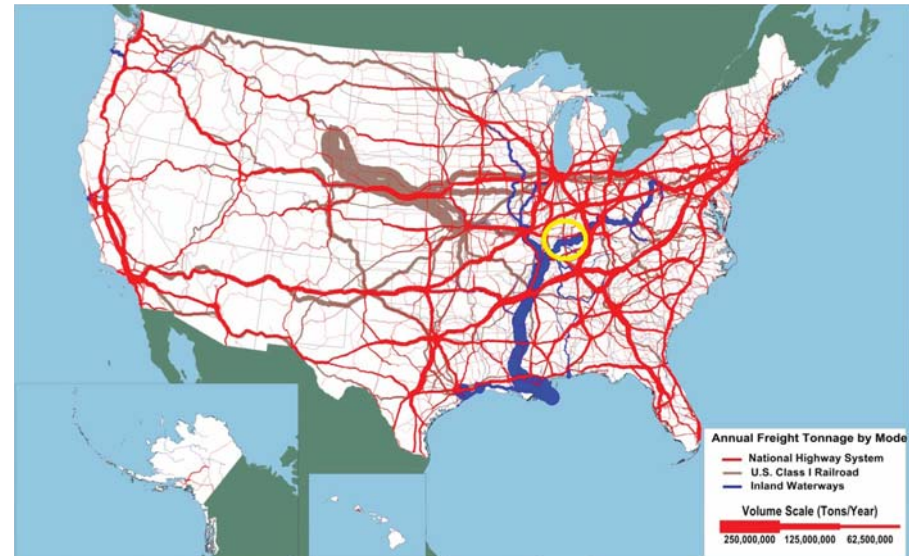 Annual Freight Tonnage by Mode
National Highway System
U.S. Class I Railroad
Inland Waterways
Volume Scale (Tons/Year)
250,000,000 125,000,000 62,500,000